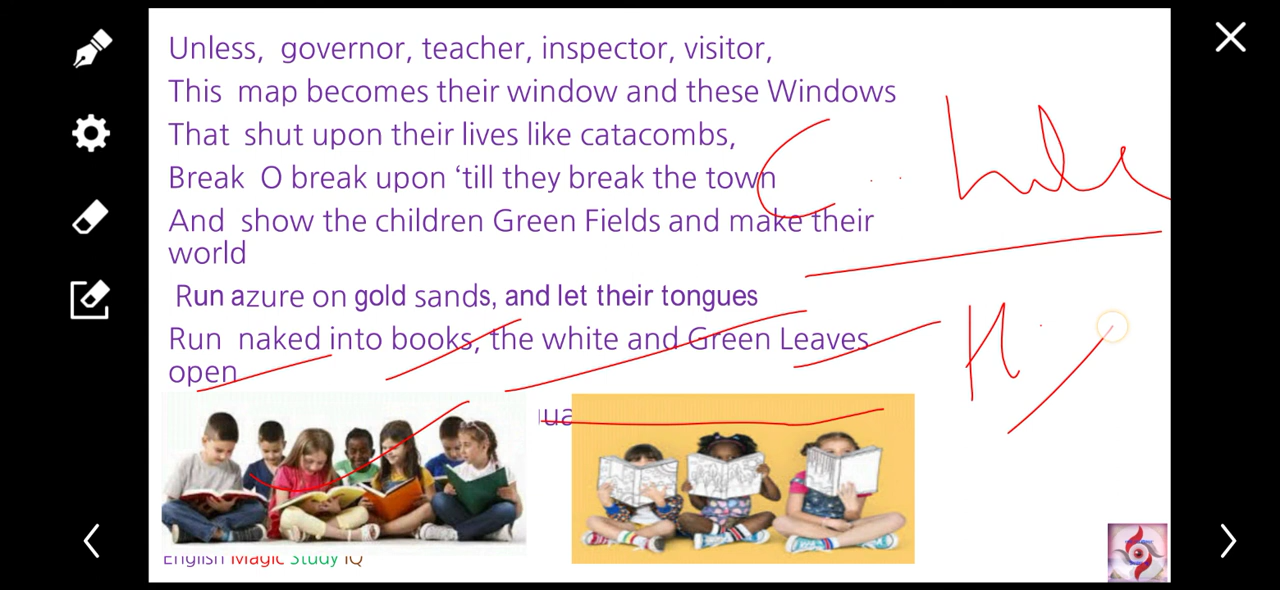 Unless, governor, teacher, inspector, visitor,
This map becomes their window and these Windows
That shut upon their lives like catacombs,
Break O break upon ‘till they break the town
And show the children Green Fields and make their
world
Run azure on gold sands, and let their tongues
Run naked into books, the white and Green Leaves
open
English Magic Study IQ